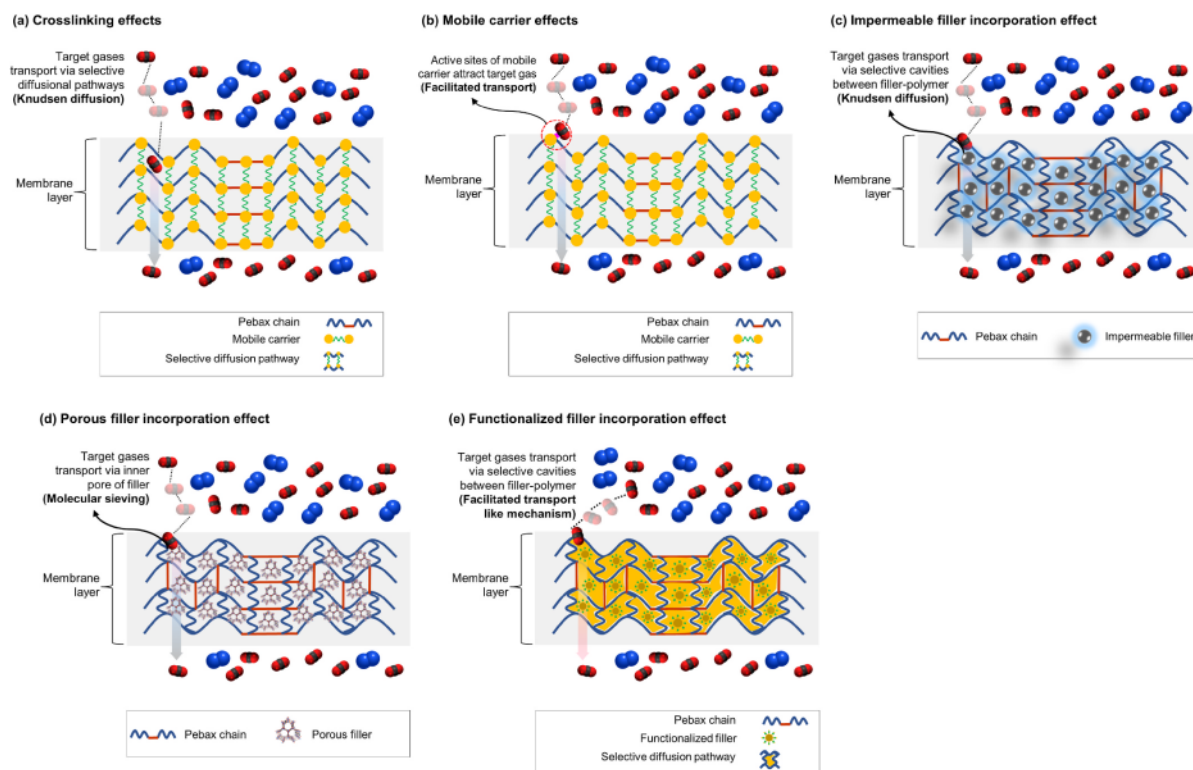 (a) Crosslinking effects
Target gases
transport via selective
diffusional pathways
(Knudsen diffusion)
Membrane
layer
Pebax chain
Mobile carrier
Selective diffusion pathway
(b) Mobile carrier effects
Active sites of mobile
carrier attract target gas
(Facilitated transport)
Membrane
layer
Pebax chain
Mobile carrier
Selective diffusion pathway
(c) Impermeable filler incorporation effect
Target gases transport
via selective cavities
between filler-polymer
(Knudsen diffusion)
Membrane
layer
Pebax chain
Impermeable filler
(d) Porous filler incorporation effect
Target gases
transport via inner
pore of filler
(Molecular sieving)
Membrane
layer
Pebax chain
Porous filler
(e) Functionalized filler incorporation effect
Target gases transport
via selective cavities
between filler-polymer
(Facilitated transport
like mechanism)
Membrane
layer
Pebax chain
Functionalized filler
Selective diffusion pathway